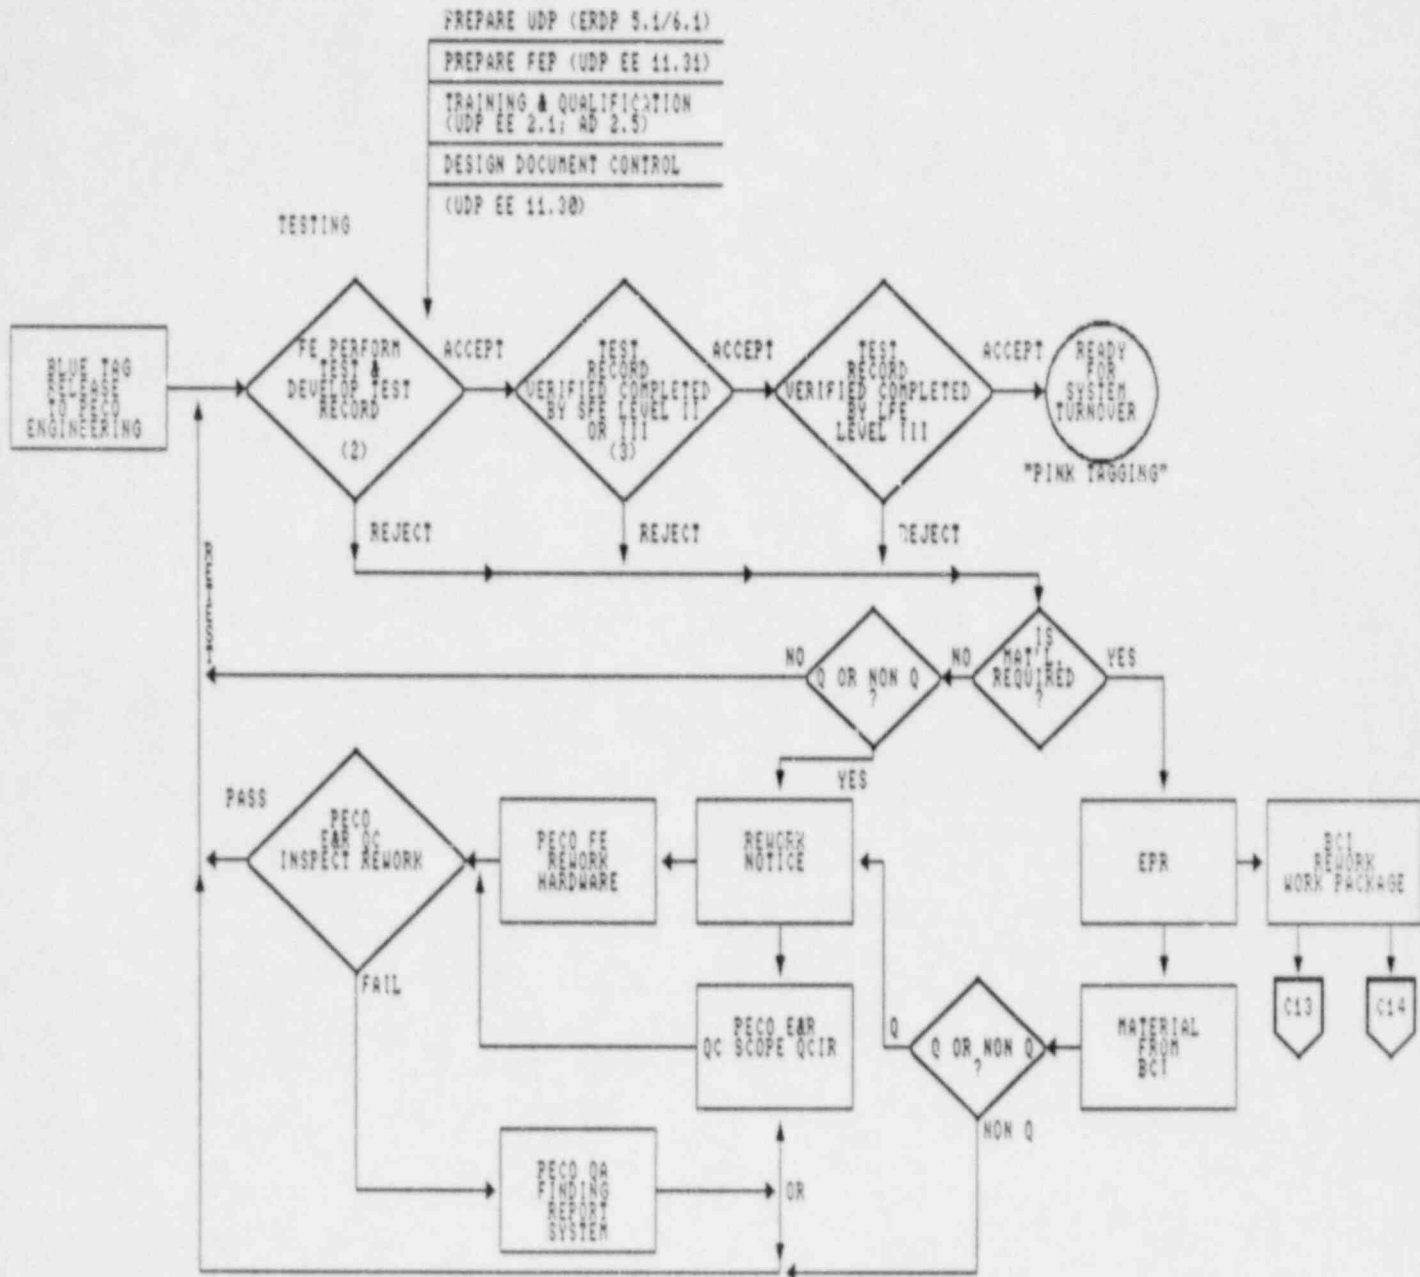 PREPARE UDP (ERDP 5.1/6.1)
PREPARE FEP (UDP EE 11.31)
TRAINING & QUALIFICATION
(UDP EE 2.1; AD 2.5)
DESIGN DOCUMENT CONTROL
(UDP EE 11.30)
TESTING
BLUE TAG
RELEASE
TO PECO
ENGINEERING
FE PERFORM
TEST &
DEVELOP TEST
RECORD
(2)
ACCEPT
TEST
RECORD
VERIFIED COMPLETED
BY SFE LEVEL II
OR III
(3)
ACCEPT
TEST
RECORD
VERIFIED COMPLETED
BY LFE
LEVEL III
ACCEPT
READY
FOR
SYSTEM
TURNOVER
"PINK TAGGING"
REJECT
REJECT
REJECT
NO
Q OR NON Q
?
NO
IS
MAT'L.
REQUIRED
?
YES
YES
PASS
PECO
E&R QC
INSPECT REWORK
PECO FE
REWORK
HARDWARE
REWORK
NOTICE
EPR
BCI
REWORK
WORK PACKAGE
FAIL
PECO E&R
QC SCOPE QCIR
Q
Q OR NON Q
?
MATERIAL
FROM
BCI
C13
C14
NON Q
PECO QA
FINDING
REPORT
SYSTEM
OR